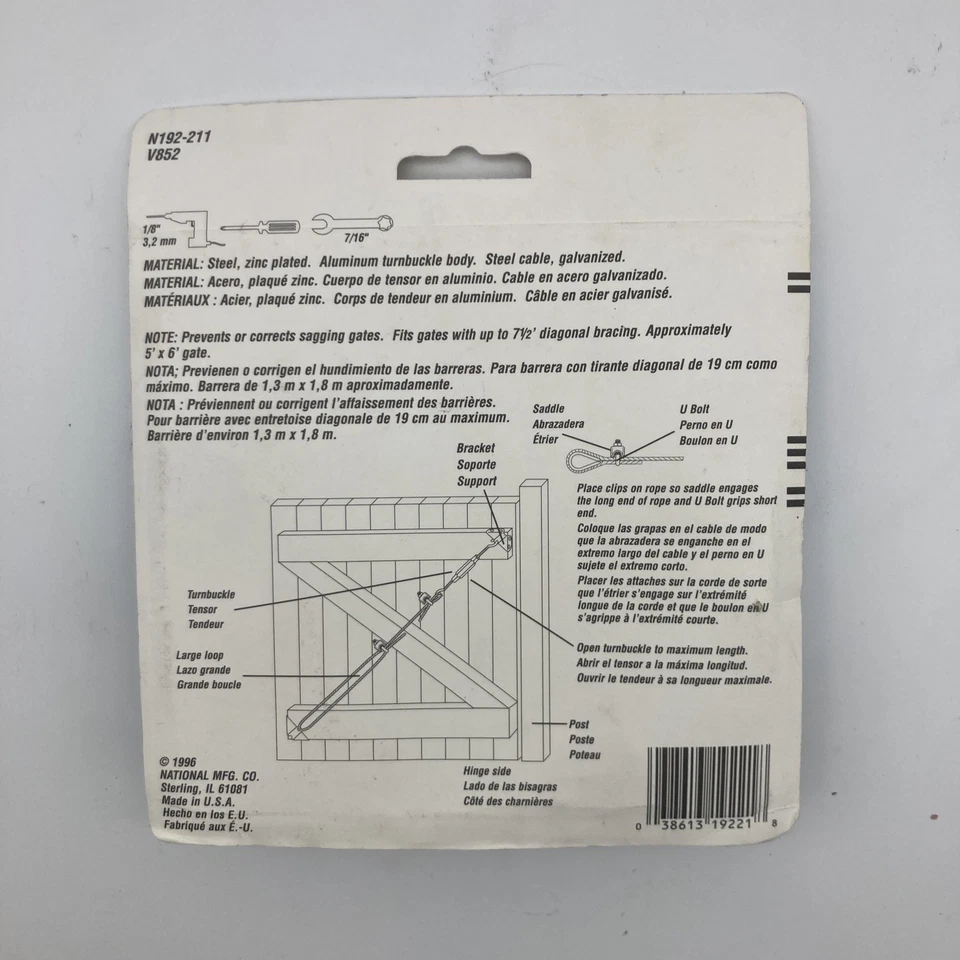 N192-211
V852
1/8"
3,2 mm
7/16"
MATERIAL: Steel, zinc plated. Aluminum turnbuckle body. Steel cable, galvanized.
MATERIAL: Acero, plaqué zinc. Cuerpo de tensor en aluminio. Cable en acero galvanizado.
MATÉRIAUX : Acier, plaqué zinc. Corps de tendeur en aluminium. Câble en acier galvanisé.
NOTE: Prevents or corrects sagging gates. Fits gates with up to 7½' diagonal bracing. Approximately
5' x 6' gate.
NOTA; Previenen o corrigen el hundimiento de las barreras. Para barrera con tirante diagonal de 19 cm como
máximo. Barrera de 1,3 m x 1,8 m aproximadamente.
NOTA : Préviennent ou corrigent l'affaissement des barrières.
Pour barrière avec entretoise diagonale de 19 cm au maximum.
Barrière d'environ 1,3 m x 1,8 m.
Saddle
Abrazadera
Étrier
U Bolt
Perno en U
Boulon en U
Bracket
Soporte
Support
Place clips on rope so saddle engages
the long end of rope and U Bolt grips short
end.
Coloque las grapas en el cable de modo
que la abrazadera se enganche en el
extremo largo del cable y el perno en U
sujete el extremo corto.
Placer les attaches sur la corde de sorte
que l'étrier s'engage sur l'extrémité
longue de la corde et que le boulon en U
s'agrippe à l'extrémité courte.
Turnbuckle
Tensor
Tendeur
Open turnbuckle to maximum length.
Abrir el tensor a la máxima longitud.
Ouvrir le tendeur à sa longueur maximale.
Large loop
Lazo grande
Grande boucle
Post
Poste
Poteau
Hinge side
Lado de las bisagras
Côté des charnières
© 1996
NATIONAL MFG. CO.
Sterling, IL 61081
Made in U.S.A.
Hecho en los E.U.
Fabriqué aux É.-U.
0 38613 19221 8